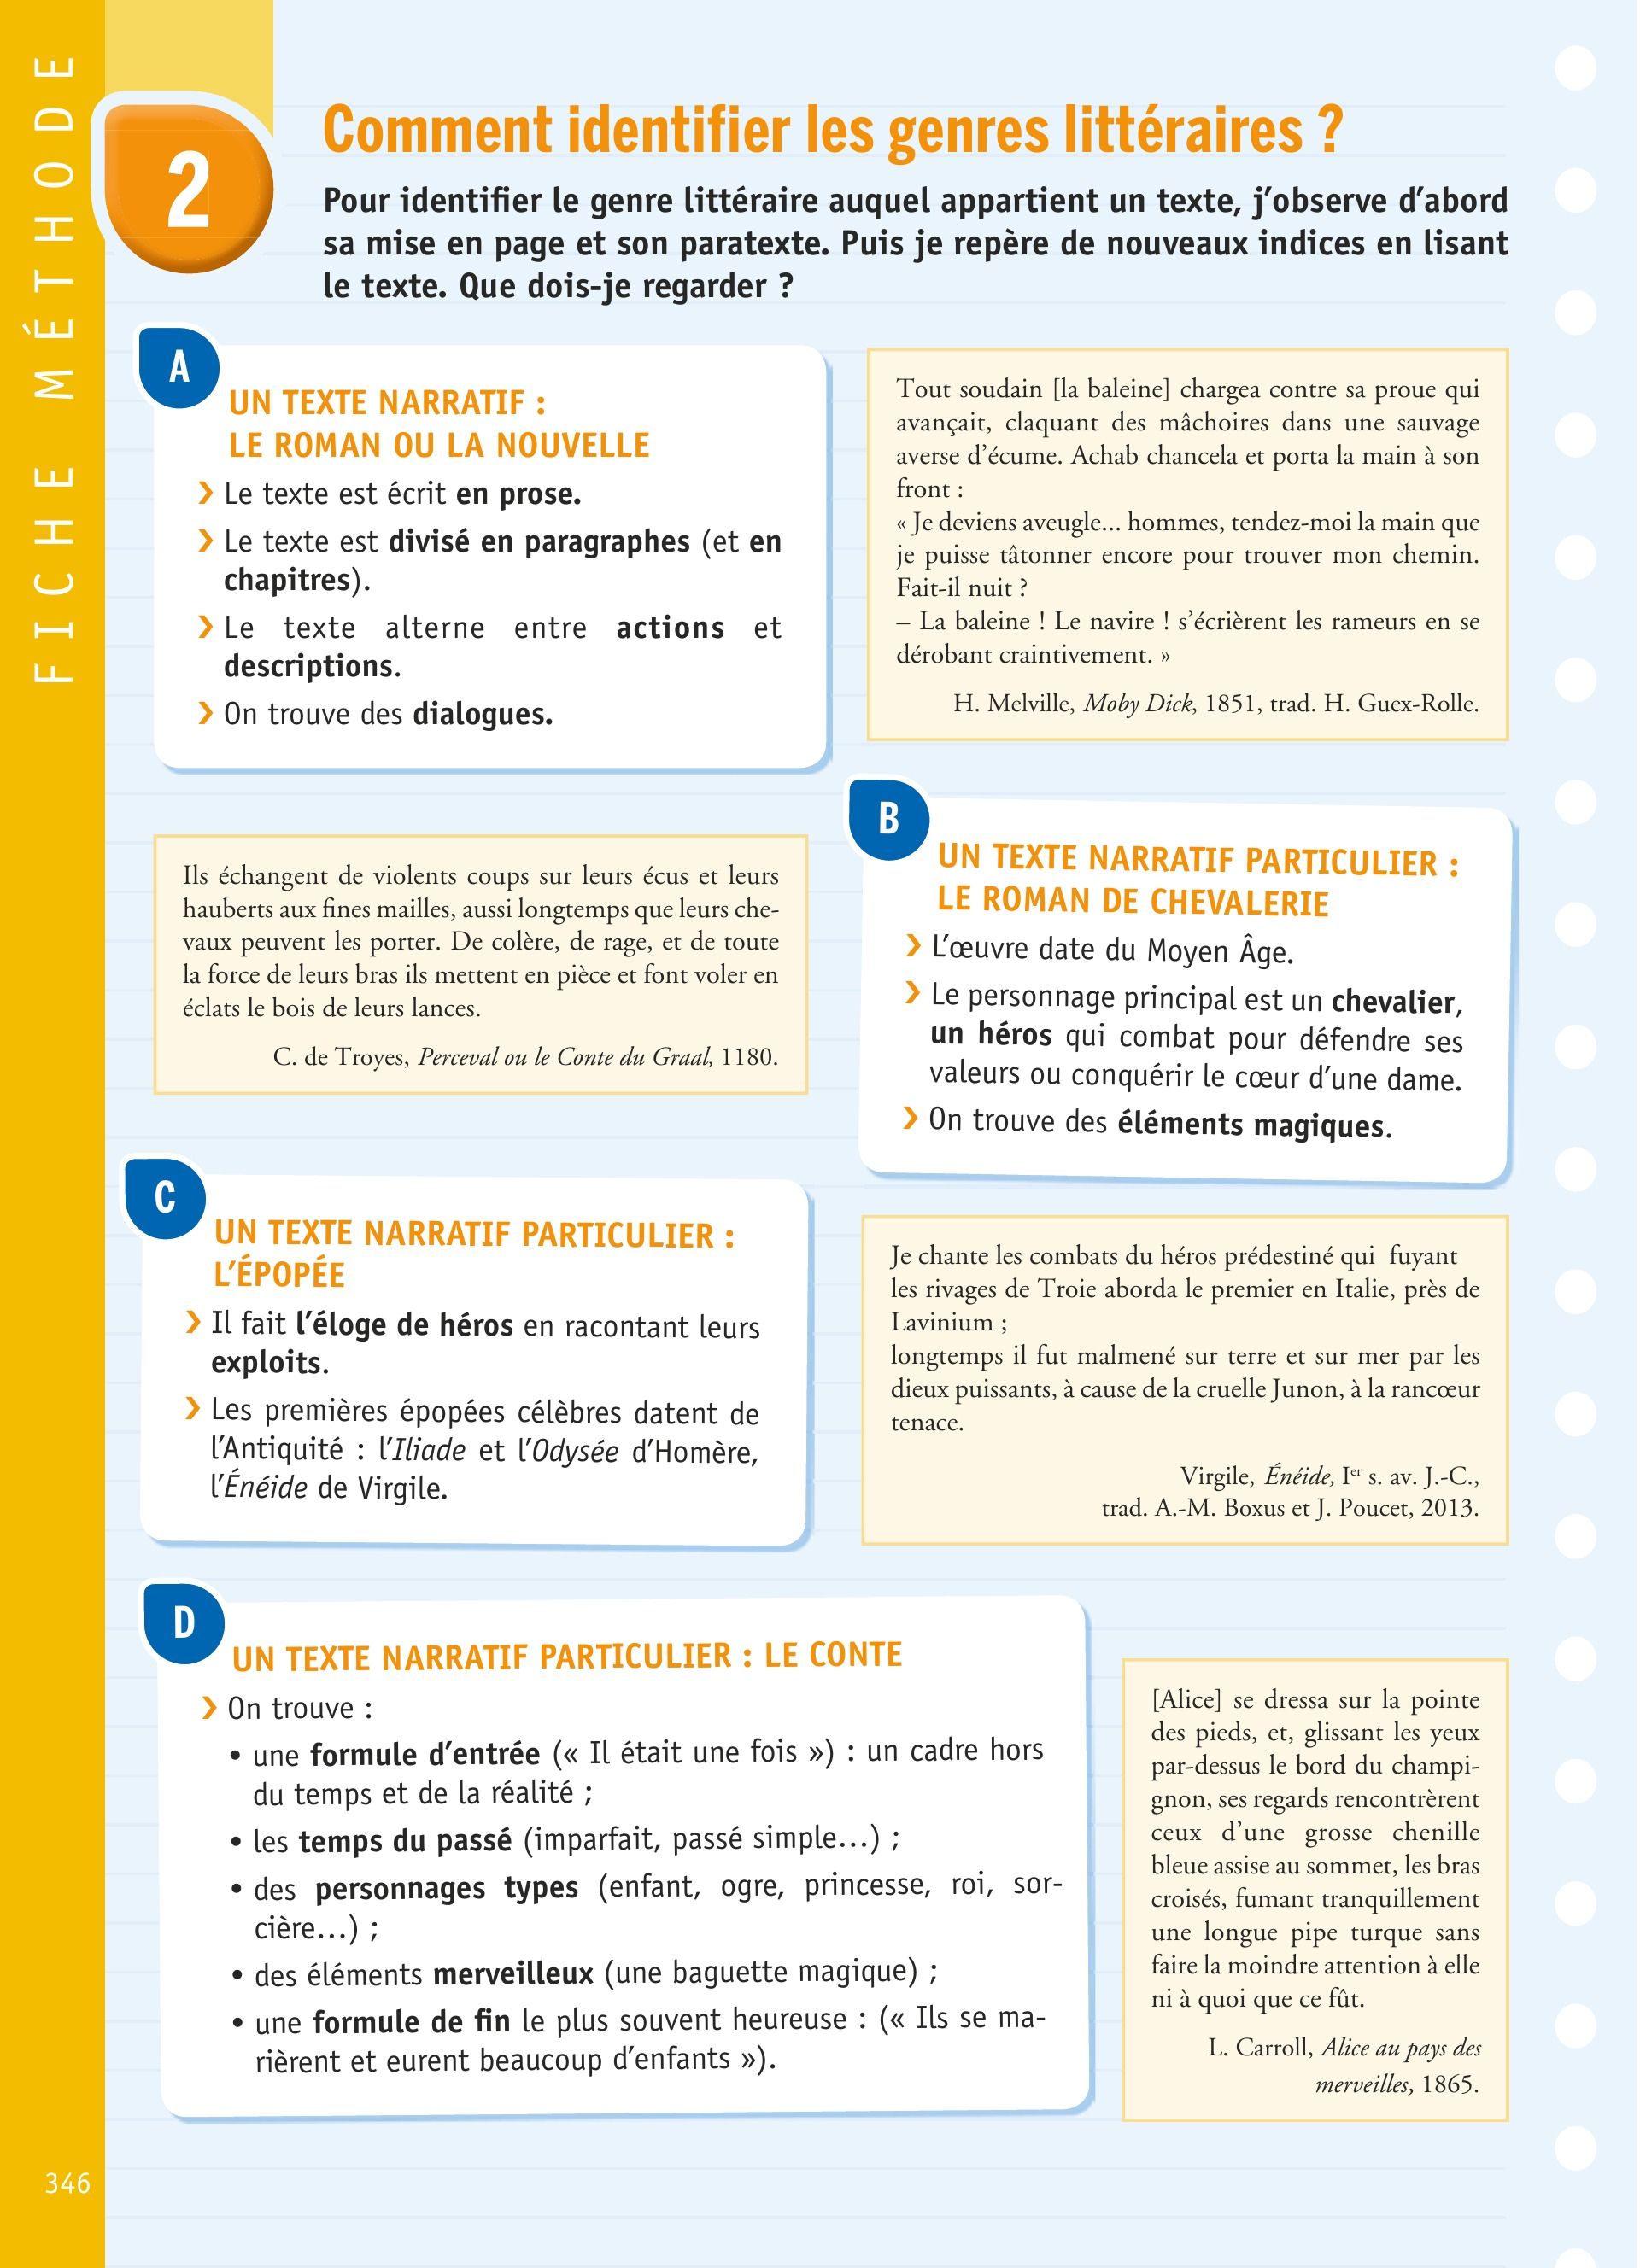 FICHE MÉTHODE
2
Comment identifier les genres littéraires ?
Pour identifier le genre littéraire auquel appartient un texte, j’observe d’abord
sa mise en page et son paratexte. Puis je repère de nouveaux indices en lisant
le texte. Que dois-je regarder ?
A
UN TEXTE NARRATIF :
LE ROMAN OU LA NOUVELLE
❯ Le texte est écrit en prose.
❯ Le texte est divisé en paragraphes (et en
chapitres).
❯ Le texte alterne entre actions et
descriptions.
❯ On trouve des dialogues.
Tout soudain [la baleine] chargea contre sa proue qui
avançait, claquant des mâchoires dans une sauvage
averse d’écume. Achab chancela et porta la main à son
front :
« Je deviens aveugle... hommes, tendez-moi la main que
je puisse tâtonner encore pour trouver mon chemin.
Fait-il nuit ?
– La baleine ! Le navire ! s’écrièrent les rameurs en se
dérobant craintivement. »
H. Melville, Moby Dick, 1851, trad. H. Guex-Rolle.
Ils échangent de violents coups sur leurs écus et leurs
hauberts aux fines mailles, aussi longtemps que leurs che-
vaux peuvent les porter. De colère, de rage, et de toute
la force de leurs bras ils mettent en pièce et font voler en
éclats le bois de leurs lances.
C. de Troyes, Perceval ou le Conte du Graal, 1180.
B
UN TEXTE NARRATIF PARTICULIER :
LE ROMAN DE CHEVALERIE
❯ L’œuvre date du Moyen Âge.
❯ Le personnage principal est un chevalier,
un héros qui combat pour défendre ses
valeurs ou conquérir le cœur d’une dame.
❯ On trouve des éléments magiques.
C
UN TEXTE NARRATIF PARTICULIER :
L’ÉPOPÉE
❯ Il fait l’éloge de héros en racontant leurs
exploits.
❯ Les premières épopées célèbres datent de
l’Antiquité : l’Iliade et l’Odysée d’Homère,
l’Énéide de Virgile.
Je chante les combats du héros prédestiné qui fuyant
les rivages de Troie aborda le premier en Italie, près de
Lavinium ;
longtemps il fut malmené sur terre et sur mer par les
dieux puissants, à cause de la cruelle Junon, à la rancœur
tenace.
Virgile, Énéide, Ier s. av. J.-C.,
trad. A.-M. Boxus et J. Poucet, 2013.
D
UN TEXTE NARRATIF PARTICULIER : LE CONTE
❯ On trouve :
• une formule d’entrée (« Il était une fois ») : un cadre hors
du temps et de la réalité ;
• les temps du passé (imparfait, passé simple…) ;
• des personnages types (enfant, ogre, princesse, roi, sor-
cière…) ;
• des éléments merveilleux (une baguette magique) ;
• une formule de fin le plus souvent heureuse : (« Ils se ma-
rièrent et eurent beaucoup d’enfants »).
[Alice] se dressa sur la pointe
des pieds, et, glissant les yeux
par-dessus le bord du champi-
gnon, ses regards rencontrèrent
ceux d’une grosse chenille
bleue assise au sommet, les bras
croisés, fumant tranquillement
une longue pipe turque sans
faire la moindre attention à elle
ni à quoi que ce fût.
L. Carroll, Alice au pays des
merveilles, 1865.
346